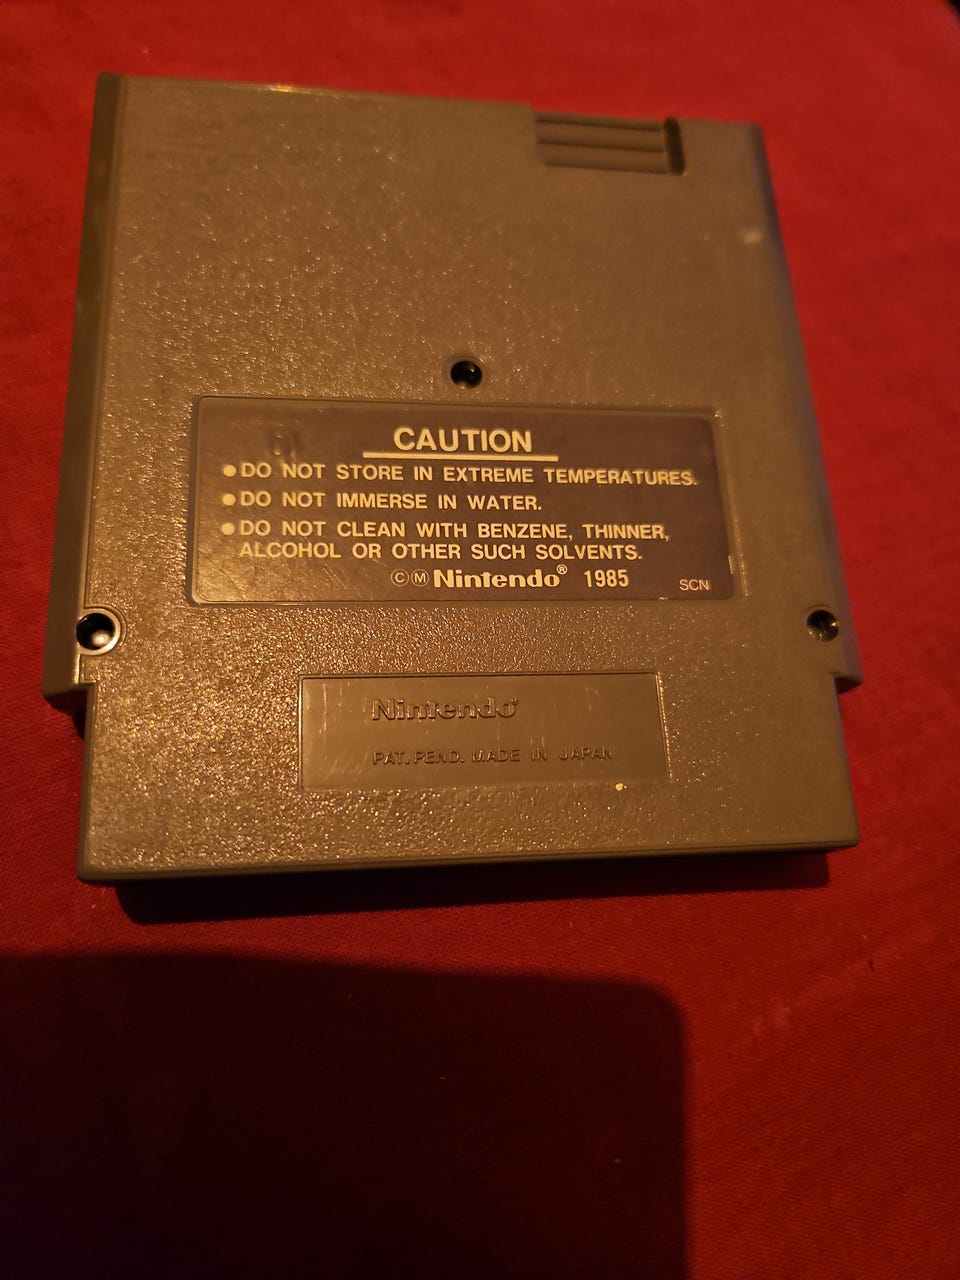 CAUTION
●DO NOT STORE IN EXTREME TEMPERATURES.
●DO NOT IMMERSE IN WATER.
●DO NOT CLEAN WITH BENZENE, THINNER,
ALCOHOL OR OTHER SUCH SOLVENTS.
ⒸⓂNintendo® 1985 SCN
Nintendo®
PAT. PEND. MADE IN JAPAN